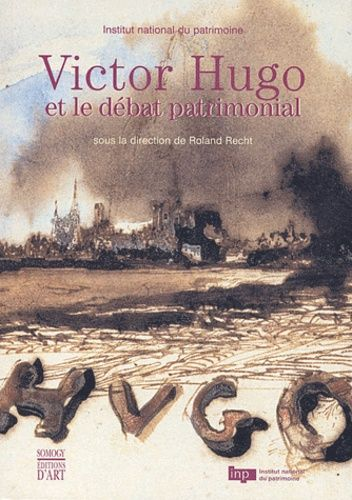 Institut national du patrimoine
Victor Hugo
et le débat patrimonial
sous la direction de Roland Recht
HVGO
SOMOGY
ÉDITIONS
D'ART
inp
Institut national
du patrimoine